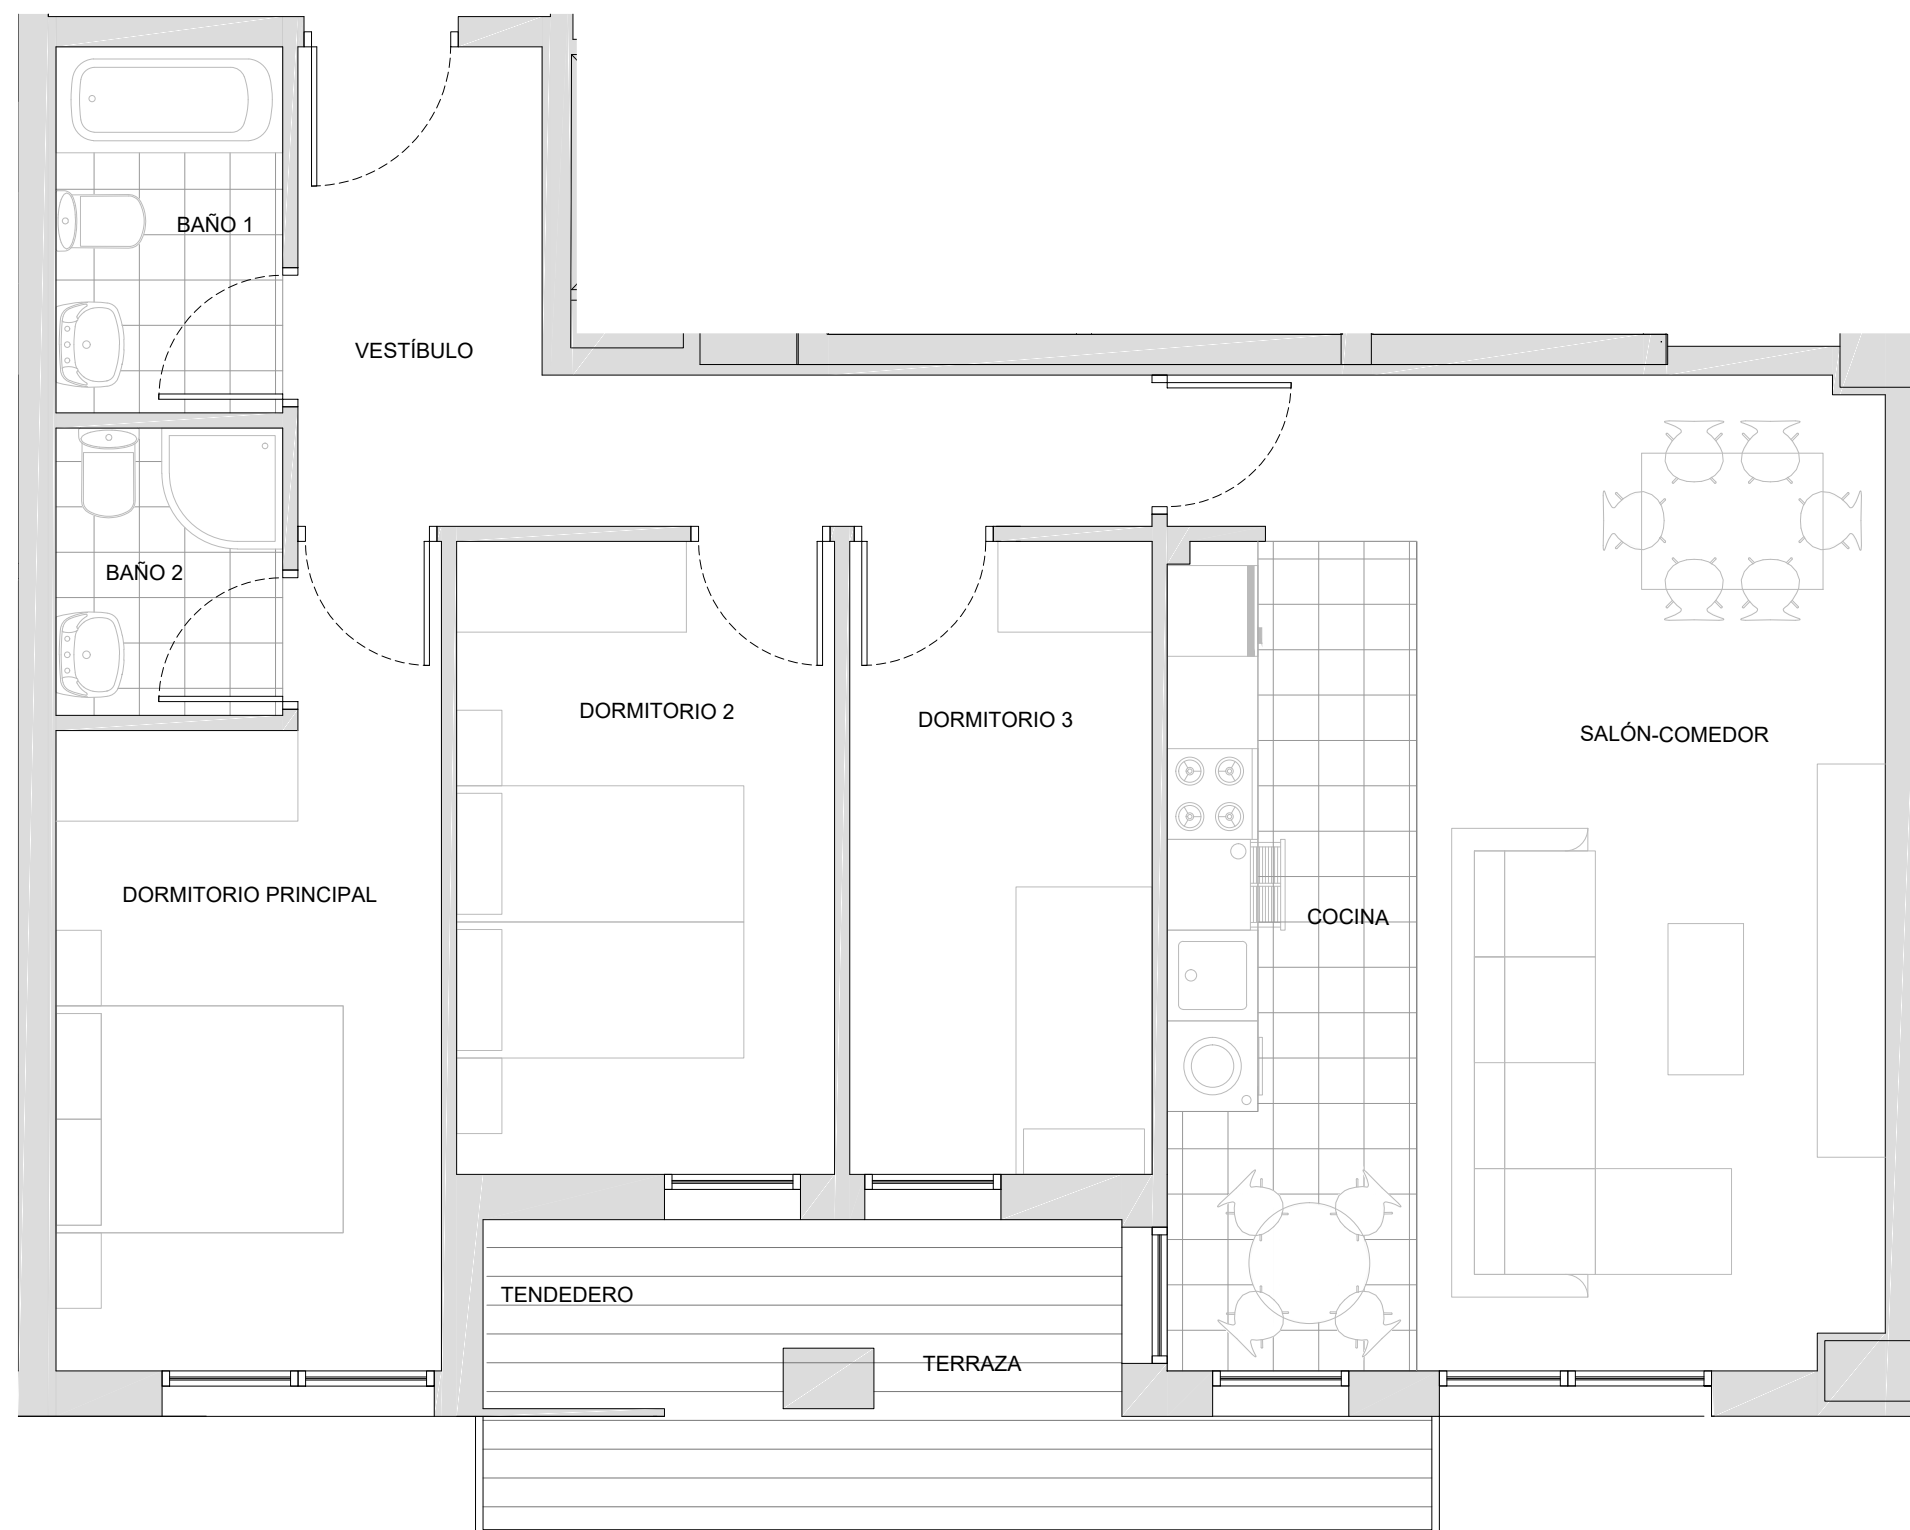 BAÑO 1
VESTÍBULO
BAÑO 2
DORMITORIO 2
DORMITORIO 3
SALÓN-COMEDOR
DORMITORIO PRINCIPAL
COCINA
TENDEDERO
TERRAZA